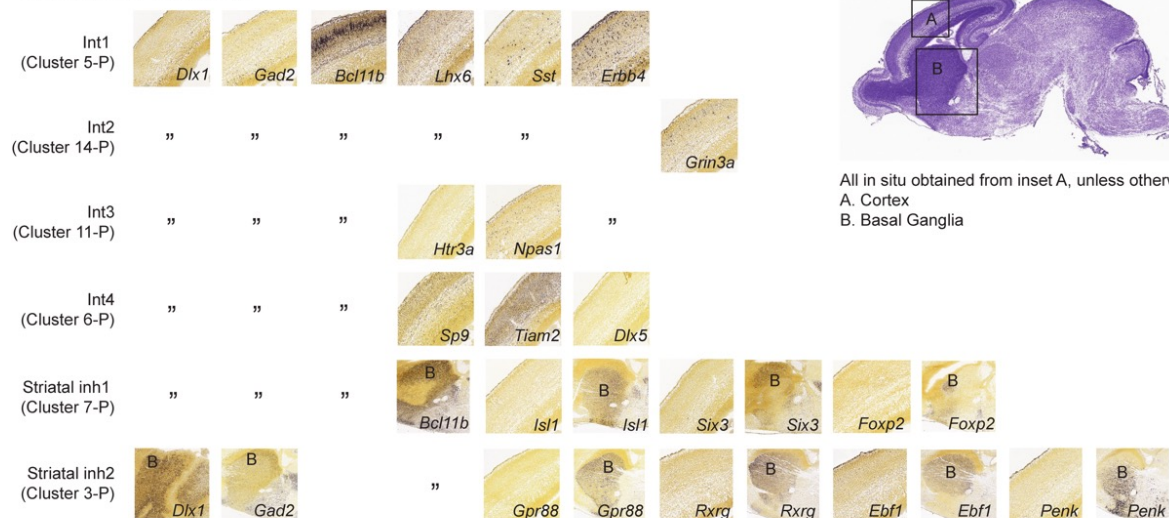 Int1
(Cluster 5-P)
Dlx1 Gad2 Bcl11b Lhx6 Sst Erbb4
A
B
All in situ obtained from inset A, unless otherw
A. Cortex
B. Basal Ganglia
Int2
(Cluster 14-P)
” ” ” ” ” Grin3a
Int3
(Cluster 11-P)
” ” ” Htr3a Npas1 ”
Int4
(Cluster 6-P)
” ” ” Sp9 Tiam2 Dlx5
Striatal inh1
(Cluster 7-P)
” ” ” B B B B
Bcl11b Isl1 Isl1 Six3 Six3 Foxp2 Foxp2
Striatal inh2
(Cluster 3-P)
B B ” B B B B
Dlx1 Gad2 Gpr88 Gpr88 Rxrg Rxrg Ebf1 Ebf1 Penk Penk